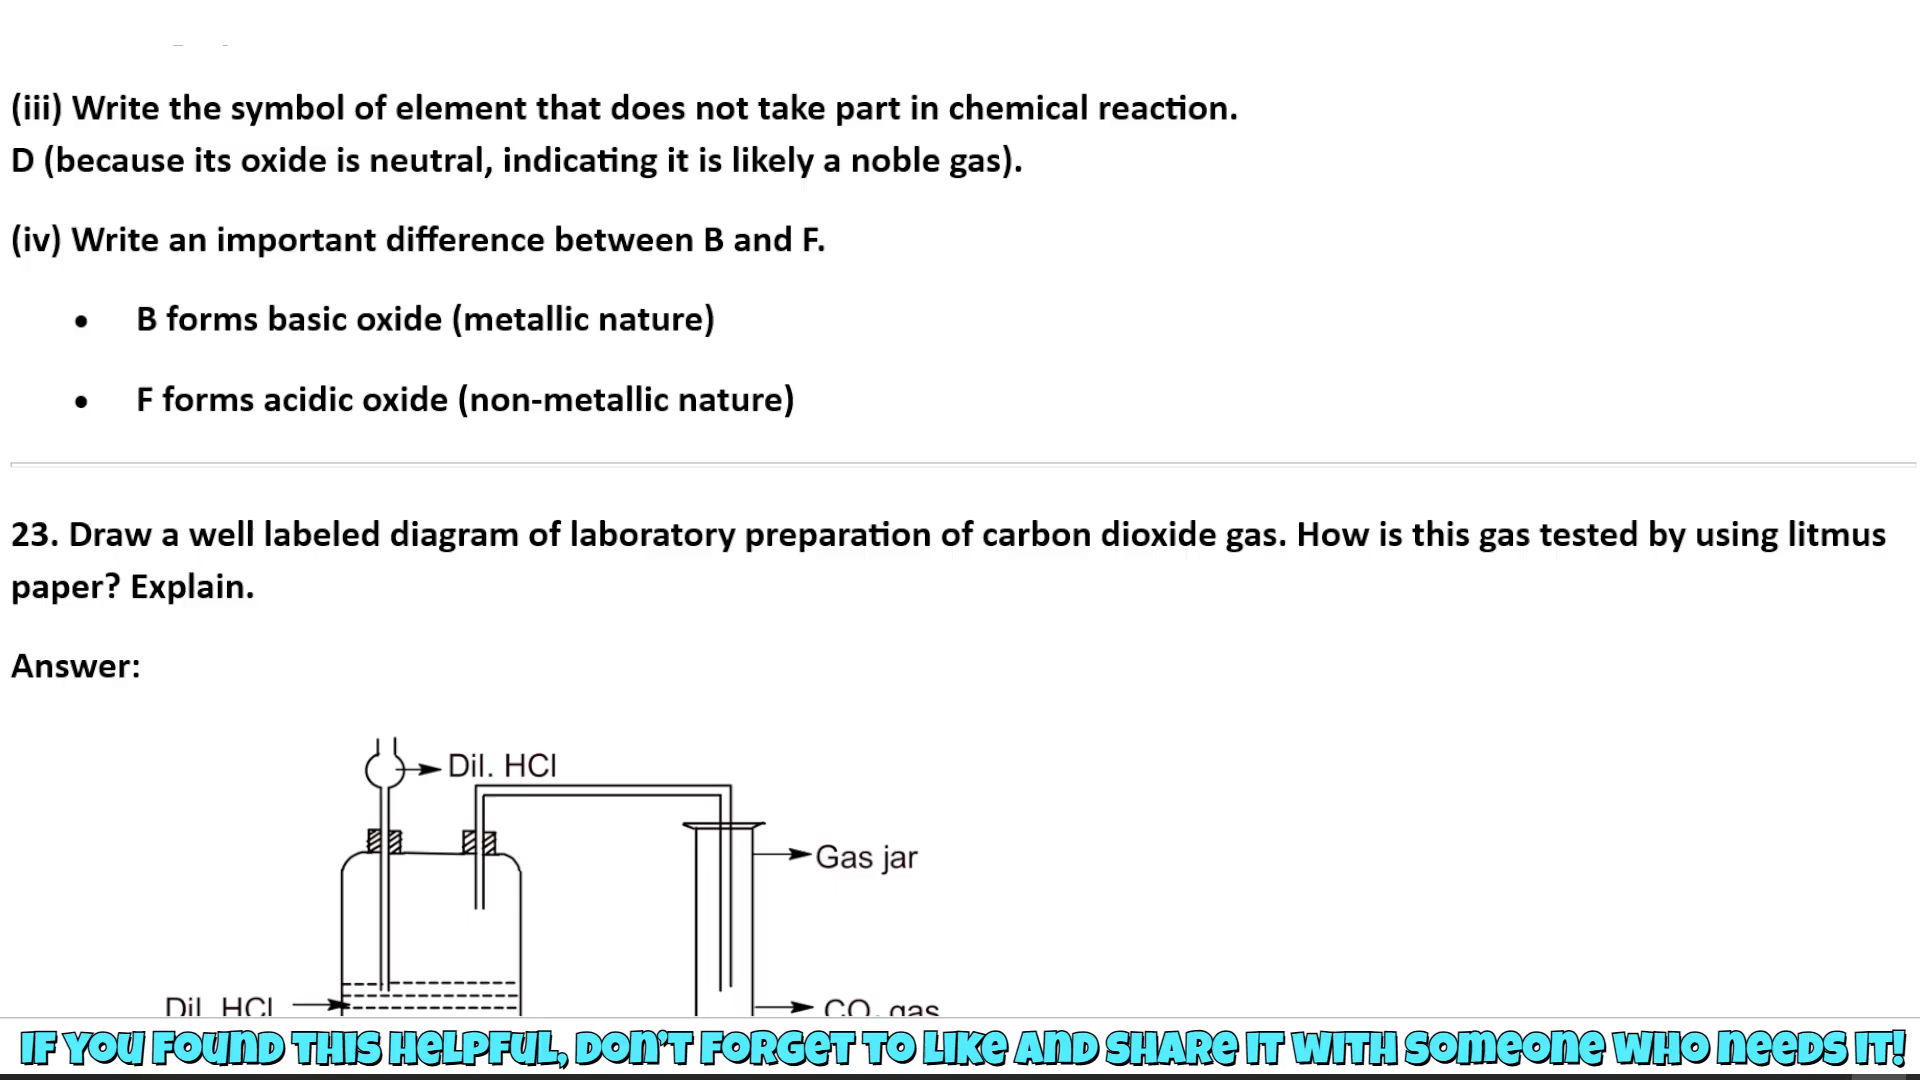 (iii) Write the symbol of element that does not take part in chemical reaction.
D (because its oxide is neutral, indicating it is likely a noble gas).
(iv) Write an important difference between B and F.
• B forms basic oxide (metallic nature)
• F forms acidic oxide (non-metallic nature)
23. Draw a well labeled diagram of laboratory preparation of carbon dioxide gas. How is this gas tested by using litmus
paper? Explain.
Answer:
Dil. HCl
Gas jar
Dil. HCl
CO₂ gas
IF YOU FOUND THIS HELPFUL, DON'T FORGET TO LIKE AND SHARE IT WITH SOMEONE WHO NEEDS IT!